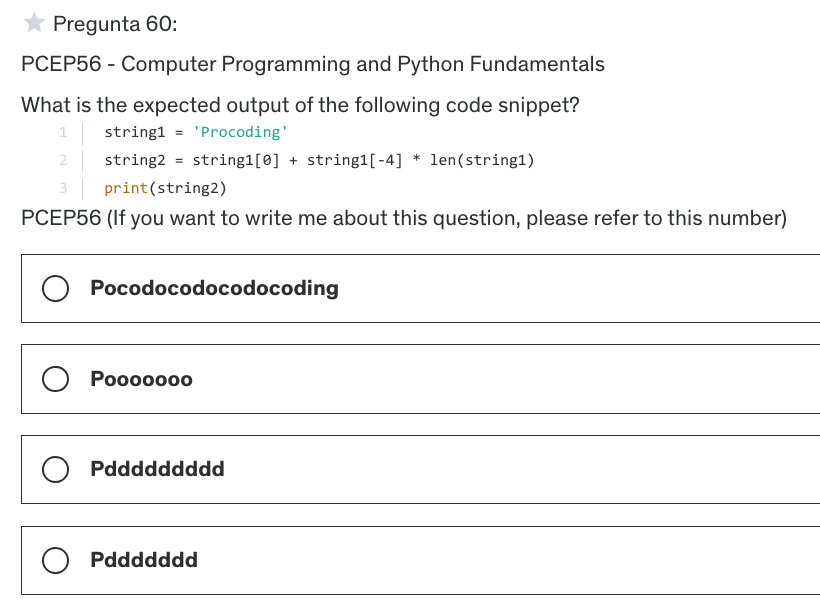 Pregunta 60:
PCEP56 - Computer Programming and Python Fundamentals
What is the expected output of the following code snippet?
1 string1 = 'Procoding'
2 string2 = string1[0] + string1[-4] * len(string1)
3 print(string2)
PCEP56 (If you want to write me about this question, please refer to this number)
Pocodocodocodocoding
Pooooooo
Pddddddddd
Pddddddd